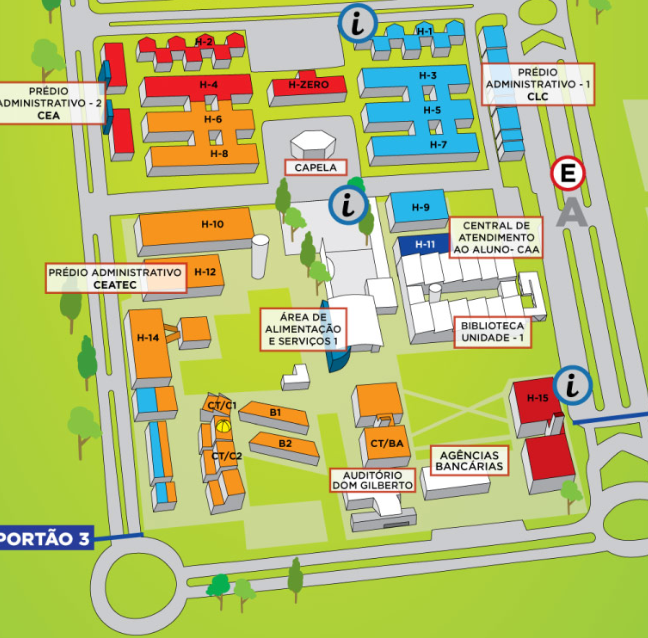 i
H-2
H-1
PRÉDIO
ADMINISTRATIVO - 2
CEA
H-4
H-ZERO
H-3
PRÉDIO
ADMINISTRATIVO - 1
CLC
H-6
H-5
H-8
H-7
CAPELA
E
A
i
H-9
H-10
H-11
CENTRAL DE
ATENDIMENTO
AO ALUNO- CAA
PRÉDIO ADMINISTRATIVO
CEATEC
H-12
ÁREA DE
ALIMENTAÇÃO
E SERVIÇOS 1
BIBLIOTECA
UNIDADE - 1
H-14
i
H-15
CT/C1
B1
B2
CT/BA
CT/C2
AGÊNCIAS
BANCÁRIAS
AUDITÓRIO
DOM GILBERTO
PORTÃO 3